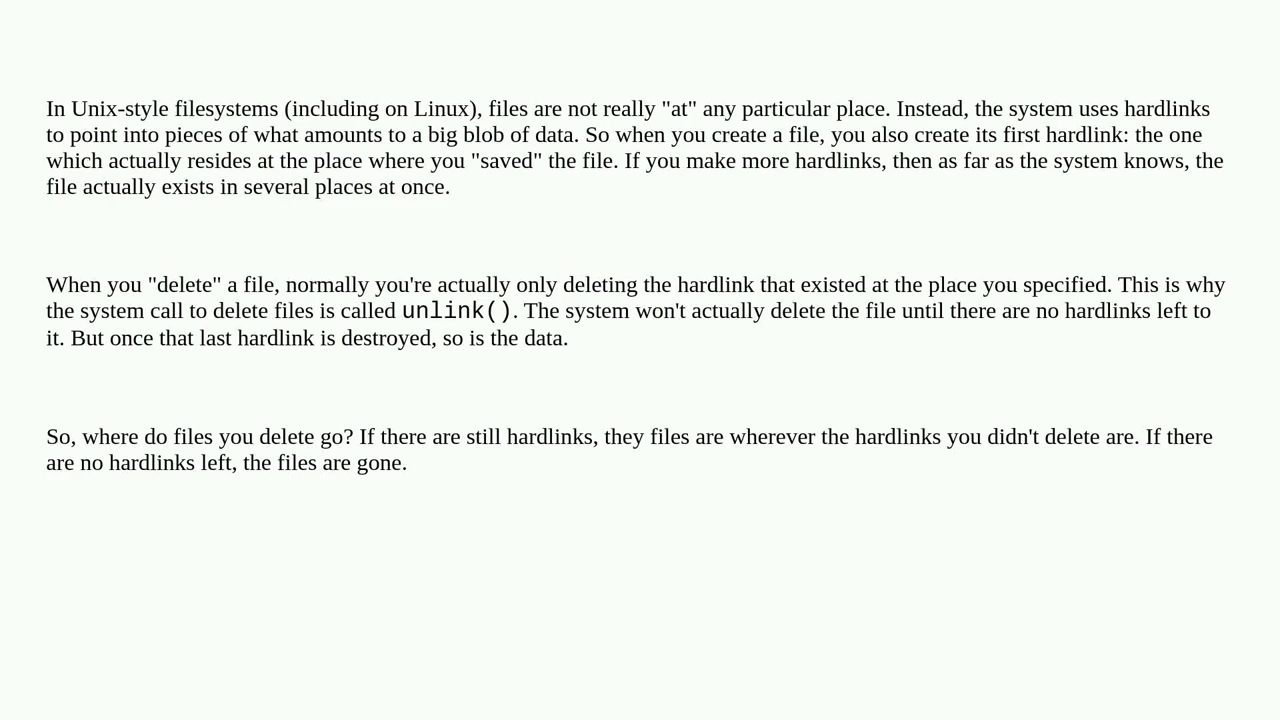 In Unix-style filesystems (including on Linux), files are not really "at" any particular place. Instead, the system uses hardlinks
to point into pieces of what amounts to a big blob of data. So when you create a file, you also create its first hardlink: the one
which actually resides at the place where you "saved" the file. If you make more hardlinks, then as far as the system knows, the
file actually exists in several places at once.
When you "delete" a file, normally you're actually only deleting the hardlink that existed at the place you specified. This is why
the system call to delete files is called unlink(). The system won't actually delete the file until there are no hardlinks left to
it. But once that last hardlink is destroyed, so is the data.
So, where do files you delete go? If there are still hardlinks, they files are wherever the hardlinks you didn't delete are. If there
are no hardlinks left, the files are gone.